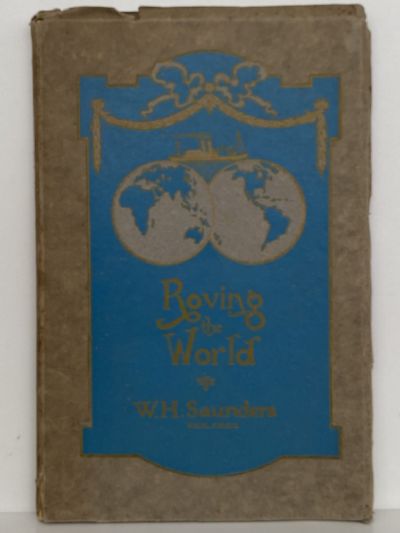 Roving
the
World
W.H. Saunders